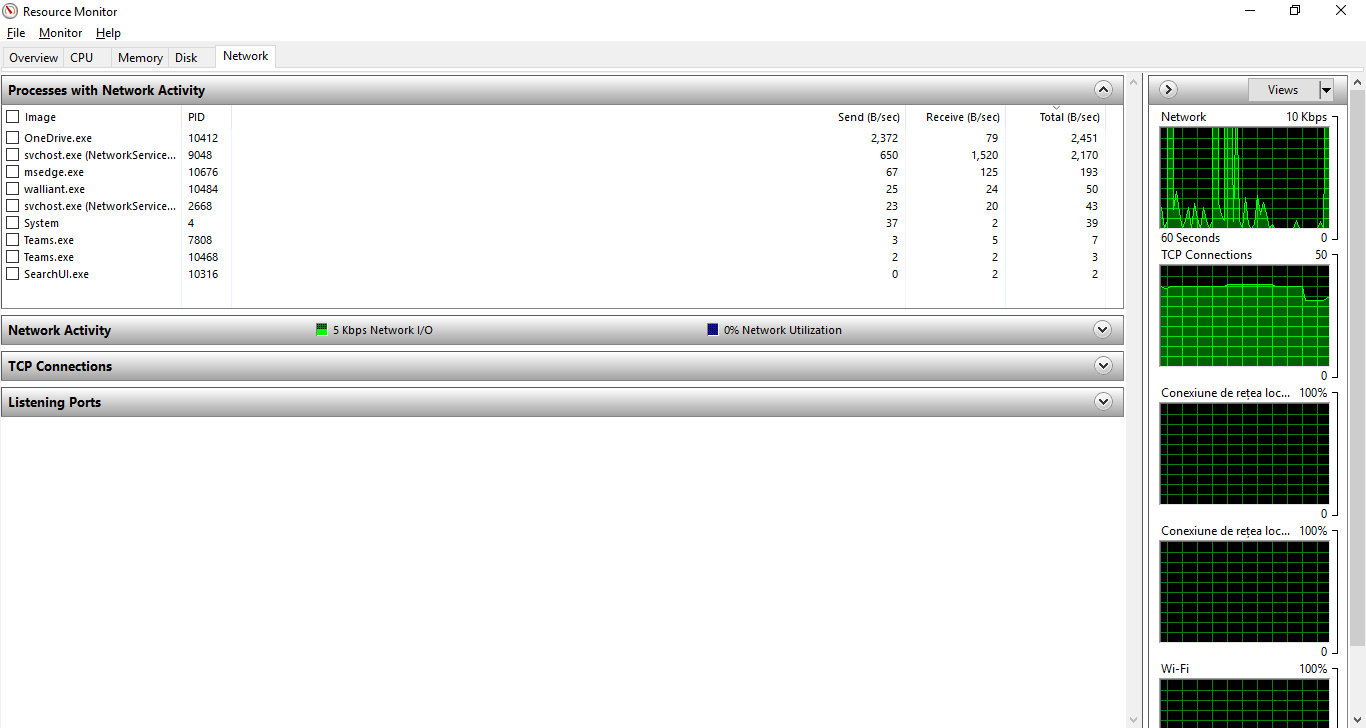 Resource Monitor
File Monitor Help
Overview CPU Memory Disk Network
Processes with Network Activity
Image PID Send (B/sec) Receive (B/sec) Total (B/sec)
OneDrive.exe 10412 2,372 79 2,451
svchost.exe (NetworkService... 9048 650 1,520 2,170
msedge.exe 10676 67 125 193
walliant.exe 10484 25 24 50
svchost.exe (NetworkService... 2668 23 20 43
System 4 37 2 39
Teams.exe 7808 3 5 7
Teams.exe 10468 2 2 3
SearchUI.exe 10316 0 2 2
Network Activity 5 Kbps Network I/O 0% Network Utilization
TCP Connections
Listening Ports
Views
Network 10 Kbps
60 Seconds 0
TCP Connections 50
0
Conexiune de rețea loc... 100%
0
Conexiune de rețea loc... 100%
0
Wi-Fi 100%